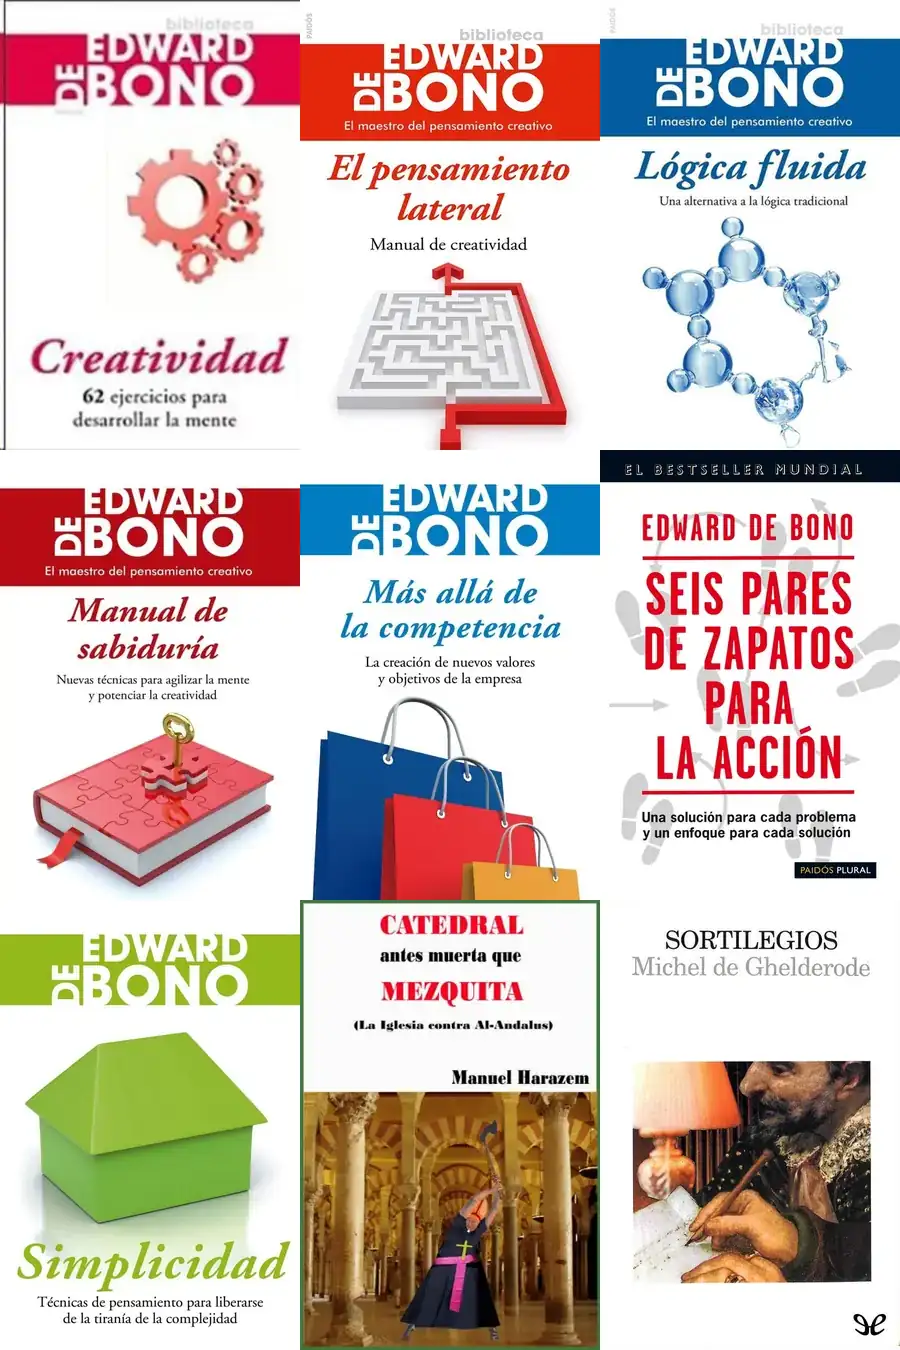 biblioteca
EDWARD
DE BONO
Creatividad
62 ejercicios para
desarrollar la mente
PAIDÓS
biblioteca
EDWARD
DE BONO
El maestro del pensamiento creativo
El pensamiento
lateral
Manual de creatividad
PAIDÓS
biblioteca
EDWARD
DE BONO
El maestro del pensamiento creativo
Lógica fluida
Una alternativa a la lógica tradicional
EDWARD
DE BONO
El maestro del pensamiento creativo
Manual de
sabiduría
Nuevas técnicas para agilizar la mente
y potenciar la creatividad
EDWARD
DE BONO
Más allá de
la competencia
La creación de nuevos valores
y objetivos de la empresa
EL BESTSELLER MUNDIAL
EDWARD DE BONO
SEIS PARES
DE ZAPATOS
PARA
LA ACCIÓN
Una solución para cada problema
y un enfoque para cada solución
PAIDÓS PLURAL
EDWARD
DE BONO
Simplicidad
Técnicas de pensamiento para liberarse
de la tiranía de la complejidad
CATEDRAL
antes muerta que
MEZQUITA
(La Iglesia contra Al-Andalus)
Manuel Harazem
SORTILEGIOS
Michel de Ghelderode